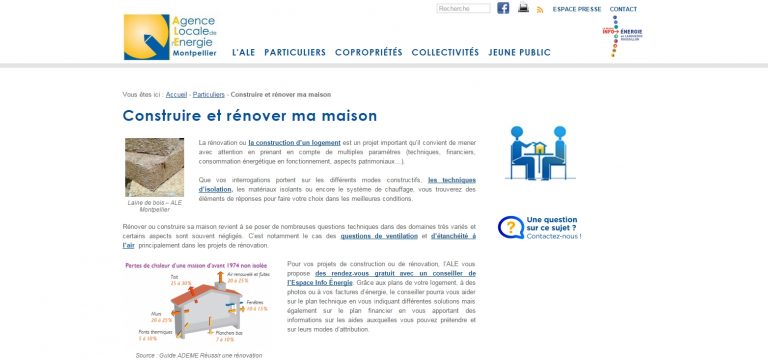 Recherche
ESPACE PRESSE
CONTACT
Agence
Locale de
l'Energie
Montpellier
L'ALE PARTICULIERS COPROPRIÉTÉS COLLECTIVITÉS JEUNE PUBLIC
INFO ÉNERGIE
Vous êtes ici : Accueil - Particuliers - Construire et rénover ma maison
Construire et rénover ma maison
La rénovation ou la construction d'un logement est un projet important qu'il convient de mener
avec attention en prenant en compte de multiples paramètres (techniques, financiers,
consommation énergétique en fonctionnement, aspects patrimoniaux ...).
Que vos interrogations portent sur les différents modes constructifs, les techniques
d'isolation, les matériaux isolants ou encore le système de chauffage, vous trouverez des
éléments de réponses pour faire votre choix dans les meilleures conditions.
Laine de bois – ALE
Montpellier
Rénover ou construire sa maison revient à se poser de nombreuses questions techniques dans des domaines très variés et
certains aspects sont souvent négligés. C'est notamment le cas des questions de ventilation et d'étanchéité à
l'air principalement dans les projets de rénovation.
Une question
sur ce sujet ?
Contactez-nous !
Pertes de chaleur d'une maison d'avant 1974 non isolée
Toit
25 à 30 %
Air renouvelé et fuites
20 à 25 %
Fenêtres
10 à 15 %
Murs
20 à 25 %
Ponts thermiques
5 à 10 %
Planchers bas
7 à 10 %
Source : Guide ADEME Réussir une rénovation
Pour vos projets de construction ou de rénovation, l'ALE vous
propose des rendez-vous gratuit avec un conseiller de
l'Espace Info Énergie. Grâce aux plans de votre logement, à des
photos ou à vos factures d'énergie, le conseiller pourra vous aider
sur le plan technique en vous indiquant différentes solutions mais
également sur le plan financier en vous apportant des
informations sur les aides auxquelles vous pouvez prétendre et
sur leurs modes d'attribution.